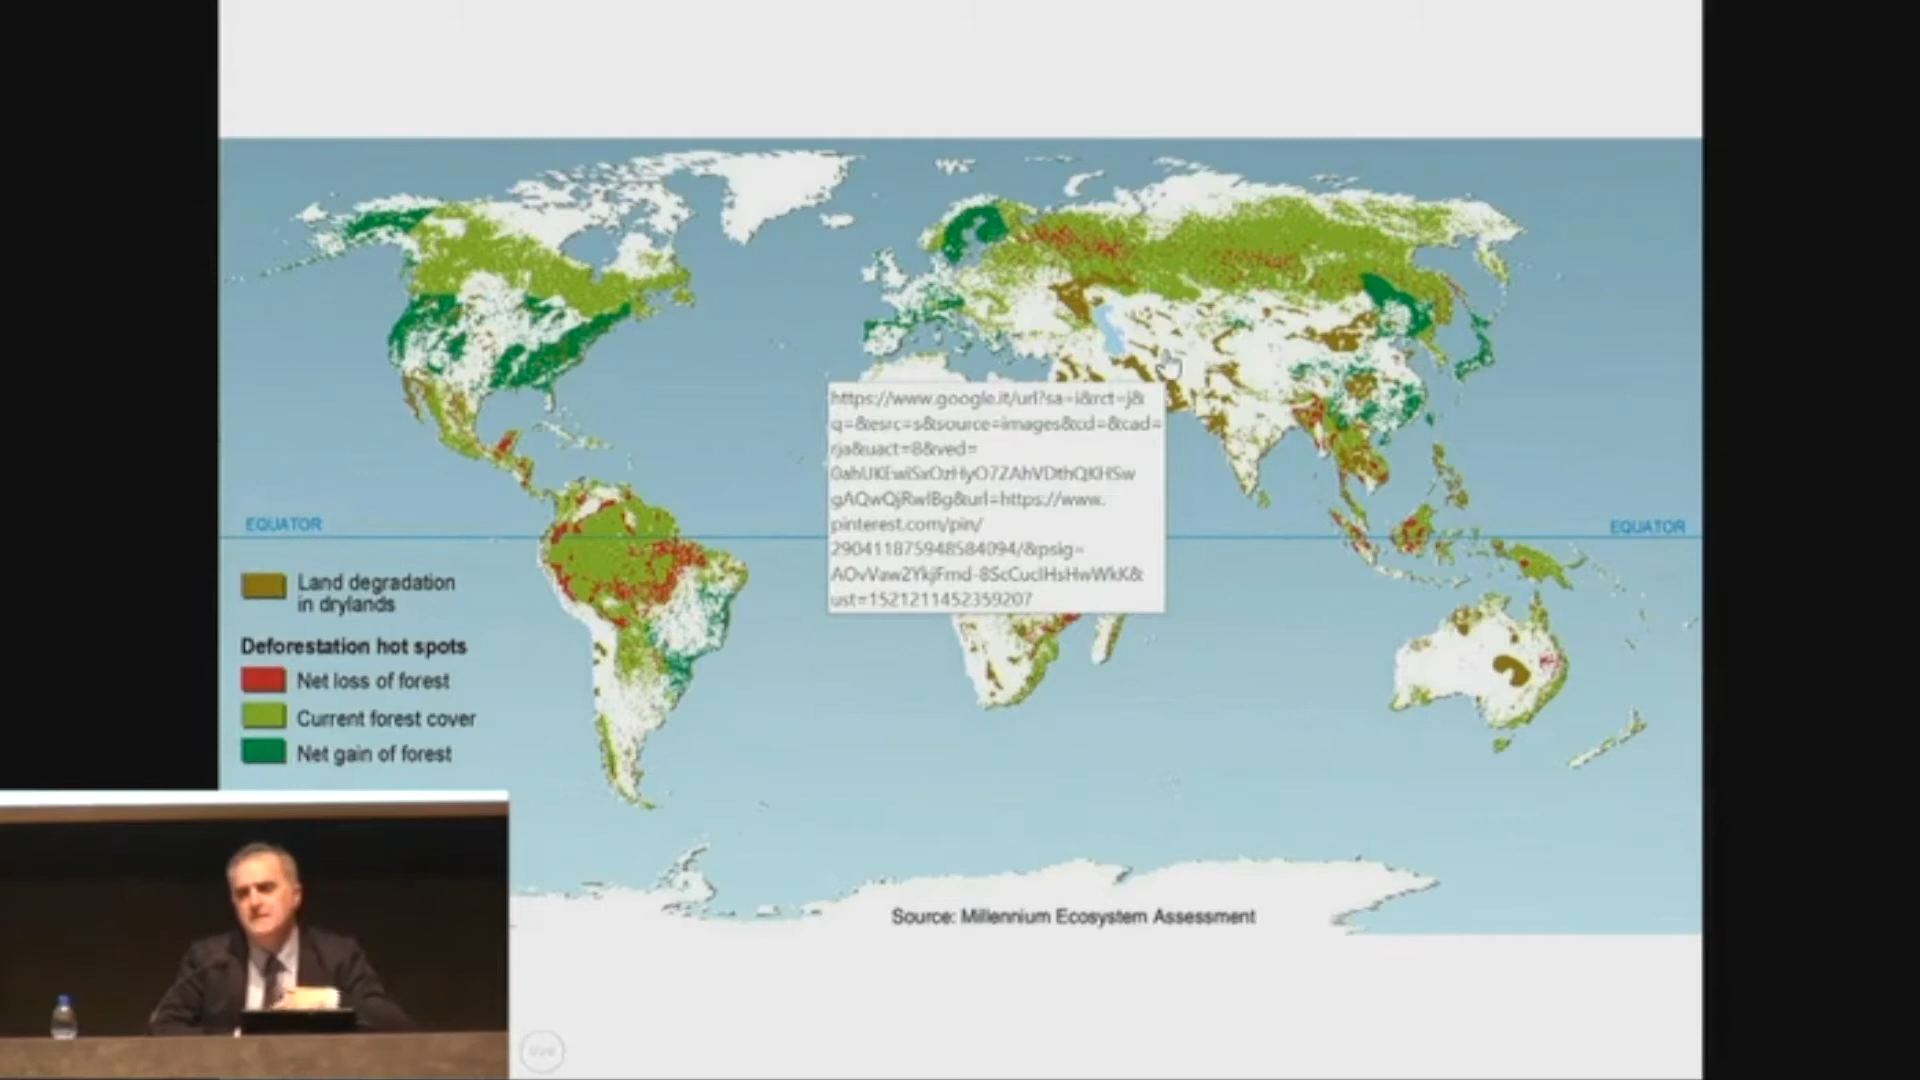 https://www.google.it/url?sa=i&rct=j&
q=&esrc=s&source=images&cd=&cad=
rja&uact=8&ved=
0ahUKEwiSxOzHyO7ZAhVDthQKHSw
gAQwQjRwIBg&url=https://www.
pinterest.com/pin/
290411875948584094/&psig=
AOvVaw2YkjFmd-8ScCucIHsHwWkK&
ust=1521211452359207
EQUATOR
EQUATOR
Land degradation
in drylands
Deforestation hot spots
Net loss of forest
Current forest cover
Net gain of forest
Source: Millennium Ecosystem Assessment